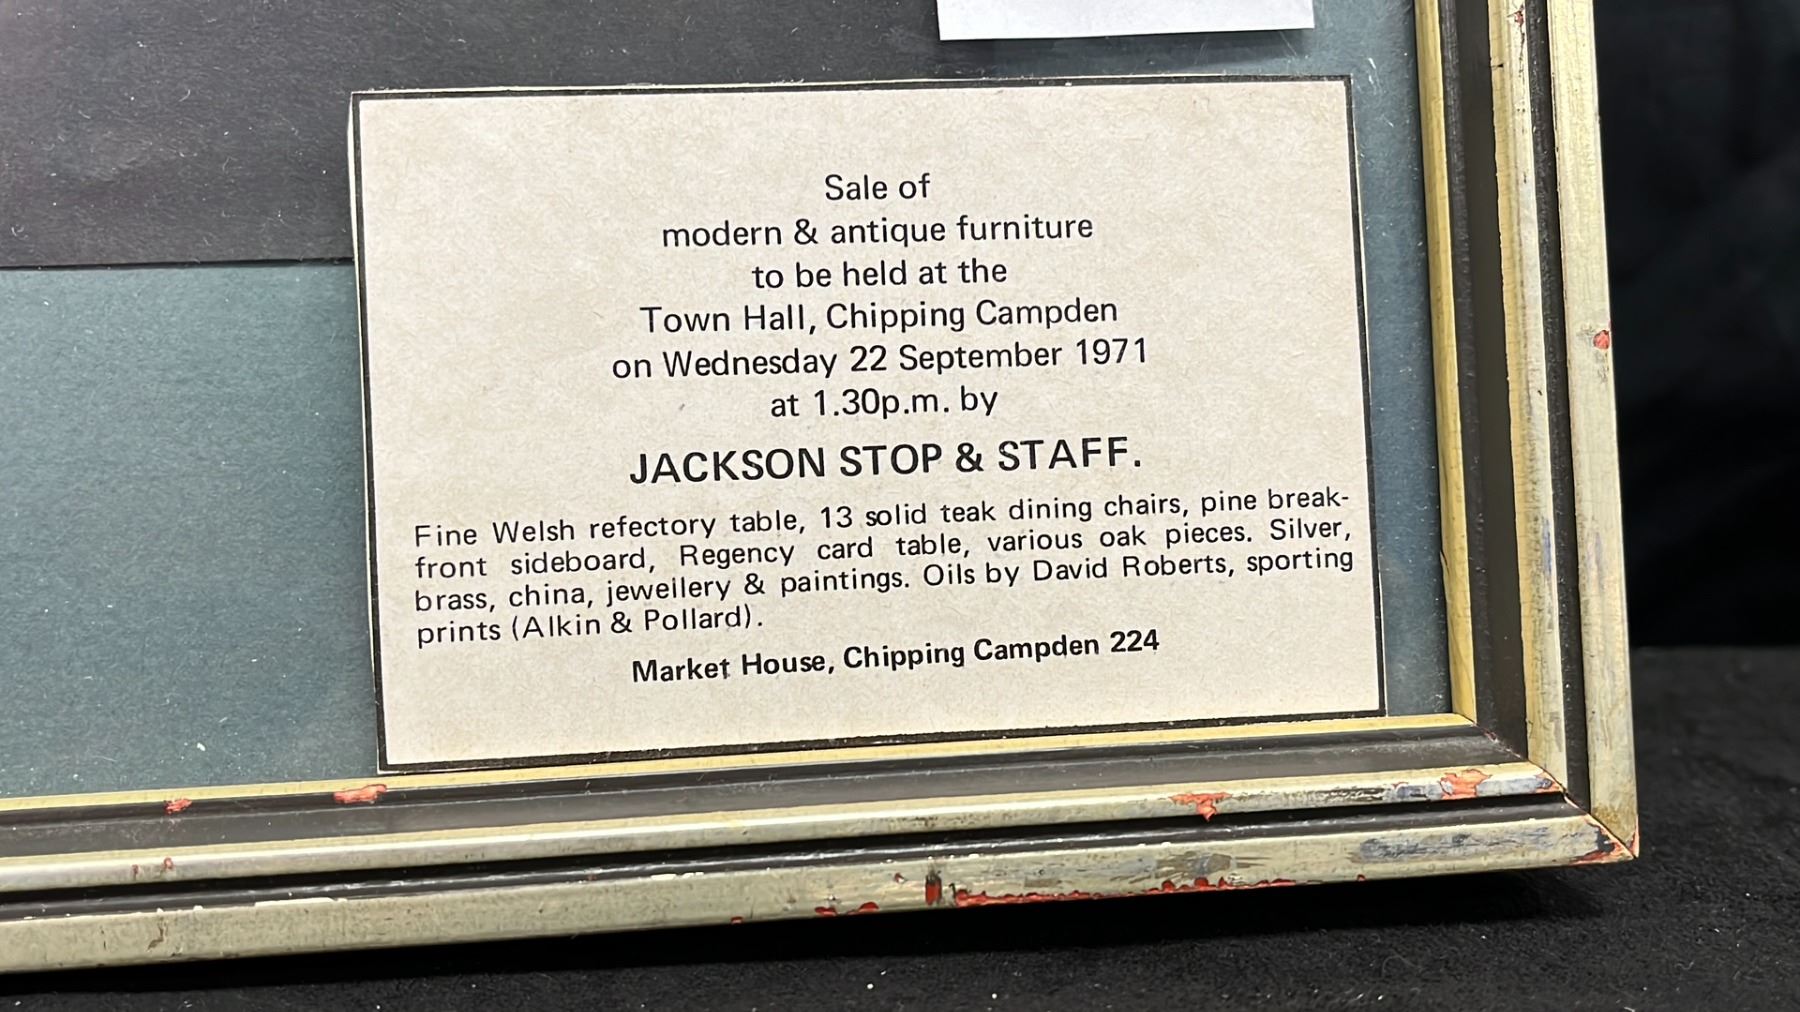 Sale of
modern & antique furniture
to be held at the
Town Hall, Chipping Campden
on Wednesday 22 September 1971
at 1.30p.m. by
JACKSON STOP & STAFF.
Fine Welsh refectory table, 13 solid teak dining chairs, pine break-
front sideboard, Regency card table, various oak pieces. Silver,
brass, china, jewellery & paintings. Oils by David Roberts, sporting
prints (Alkin & Pollard).
Market House, Chipping Campden 224